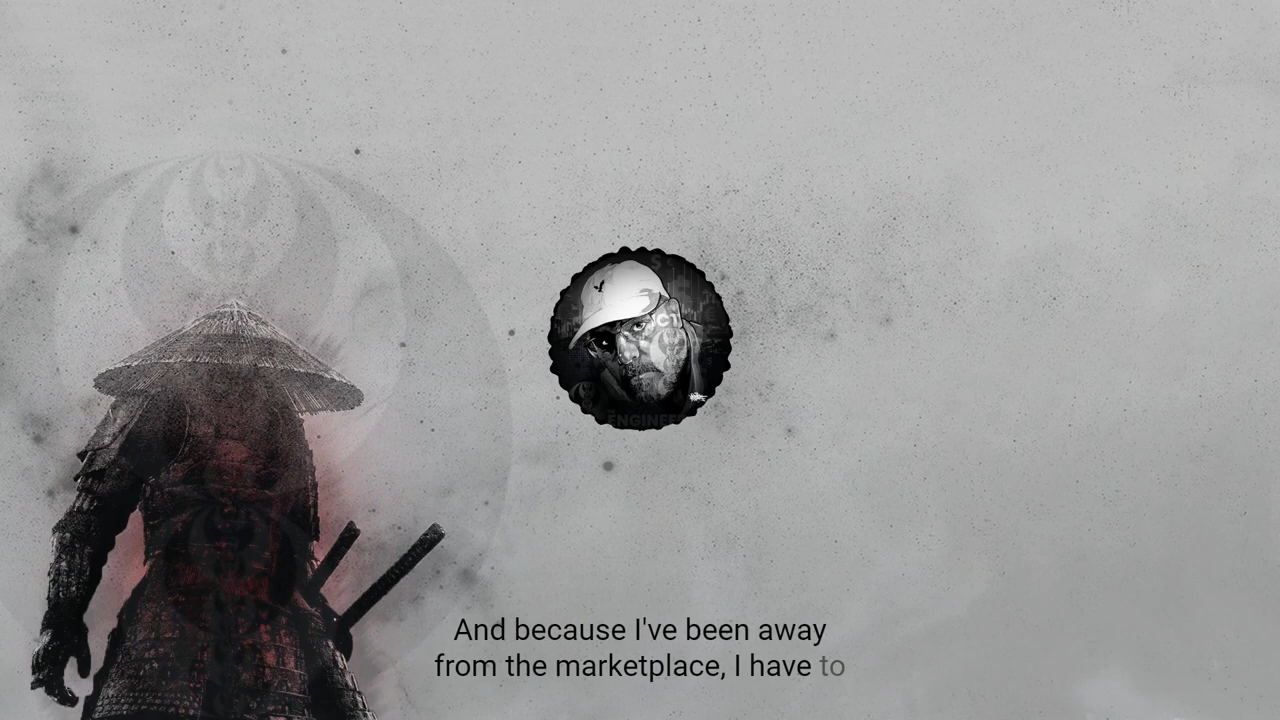 And because I've been away
from the marketplace, I have to